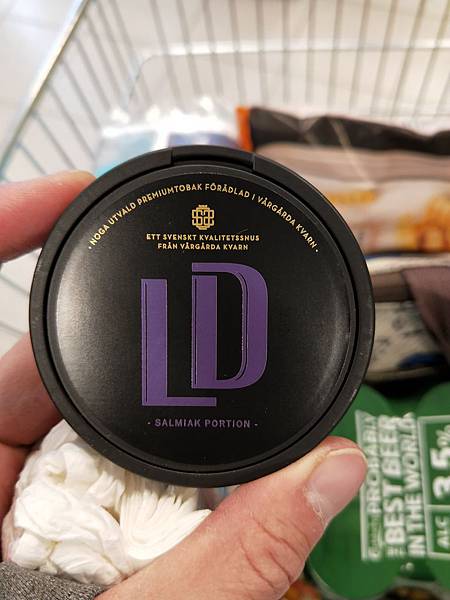 · NOGA UTVALD PREMIUMTOBAK FÖRÄDLAD I VÅRGÅRDA KVARN ·
ETT SVENSKT KVALITETSSNUS
FRÅN VÅRGÅRDA KVARN
LD
- SALMIAK PORTION -
PROBABLY
THE BEST BEER
IN THE WORLD
ALC 3,5%